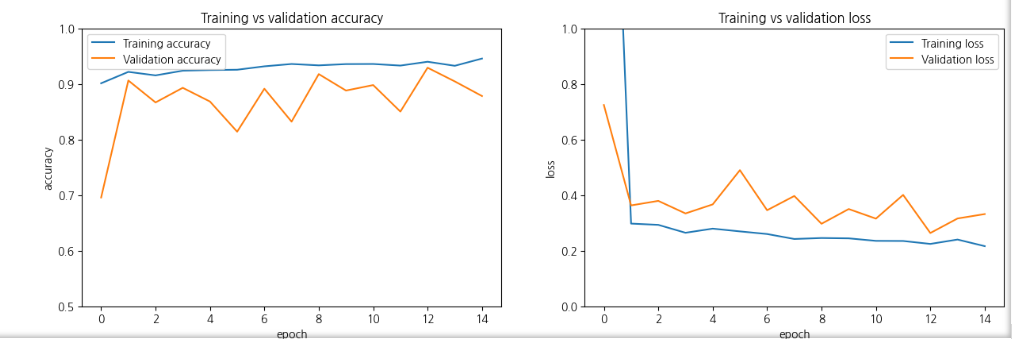 Training vs validation accuracy
1.0
0.9
0.8
0.7
0.6
0.5
accuracy
Training accuracy
Validation accuracy
0 2 4 6 8 10 12 14
epoch
Training vs validation loss
1.0
0.8
0.6
0.4
0.2
0.0
loss
Training loss
Validation loss
0 2 4 6 8 10 12 14
epoch